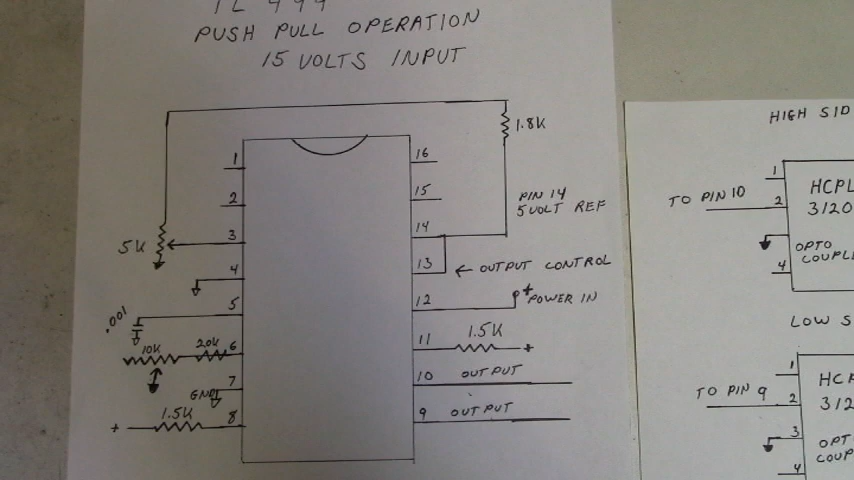 PUSH PULL OPERATION
15 VOLTS INPUT
1.8K
1
2
3
4
5
6
7
8
16
15
14
13
12
11
10
9
5K
.001
10K
20K
GND
1.5K
+
PIN 14
5 VOLT REF
← OUTPUT CONTROL
+ POWER IN
1.5K
+
OUTPUT
OUTPUT
HIGH SID
TO PIN 10
1
2
4
HCPL
3120
OPTO
COUPLE
LOW S
TO PIN 9
1
2
3
4
HCP
312
OPT
COUP